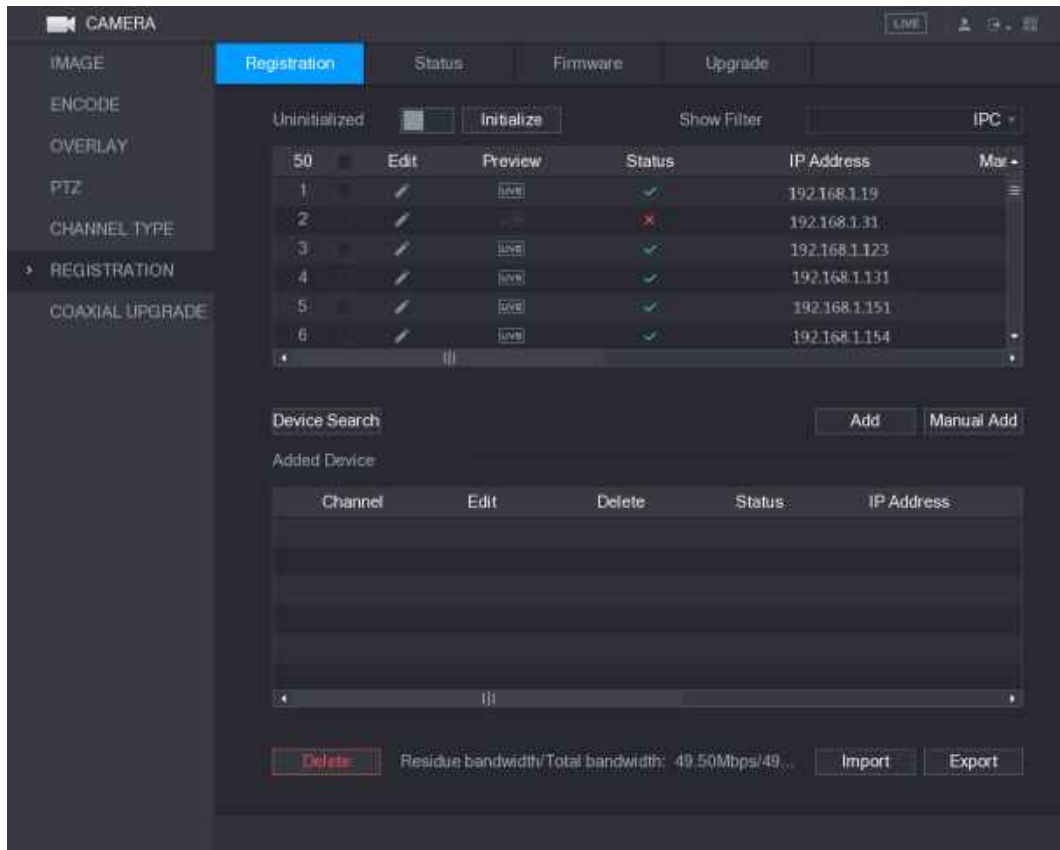 CAMERA LIVE
IMAGE
ENCODE
OVERLAY
PTZ
CHANNEL TYPE
REGISTRATION
COAXIAL UPGRADE
Registration Status Firmware Upgrade
Uninitialized Initialize Show Filter IPC
50 Edit Preview Status IP Address Mar
1 LIVE 192.168.1.19
2 192.168.1.31
3 LIVE 192.168.1.123
4 LIVE 192.168.1.131
5 LIVE 192.168.1.151
6 LIVE 192.168.1.154
Device Search Add Manual Add
Added Device
Channel Edit Delete Status IP Address
Delete Residue bandwidth/Total bandwidth: 49.50Mbps/49... Import Export